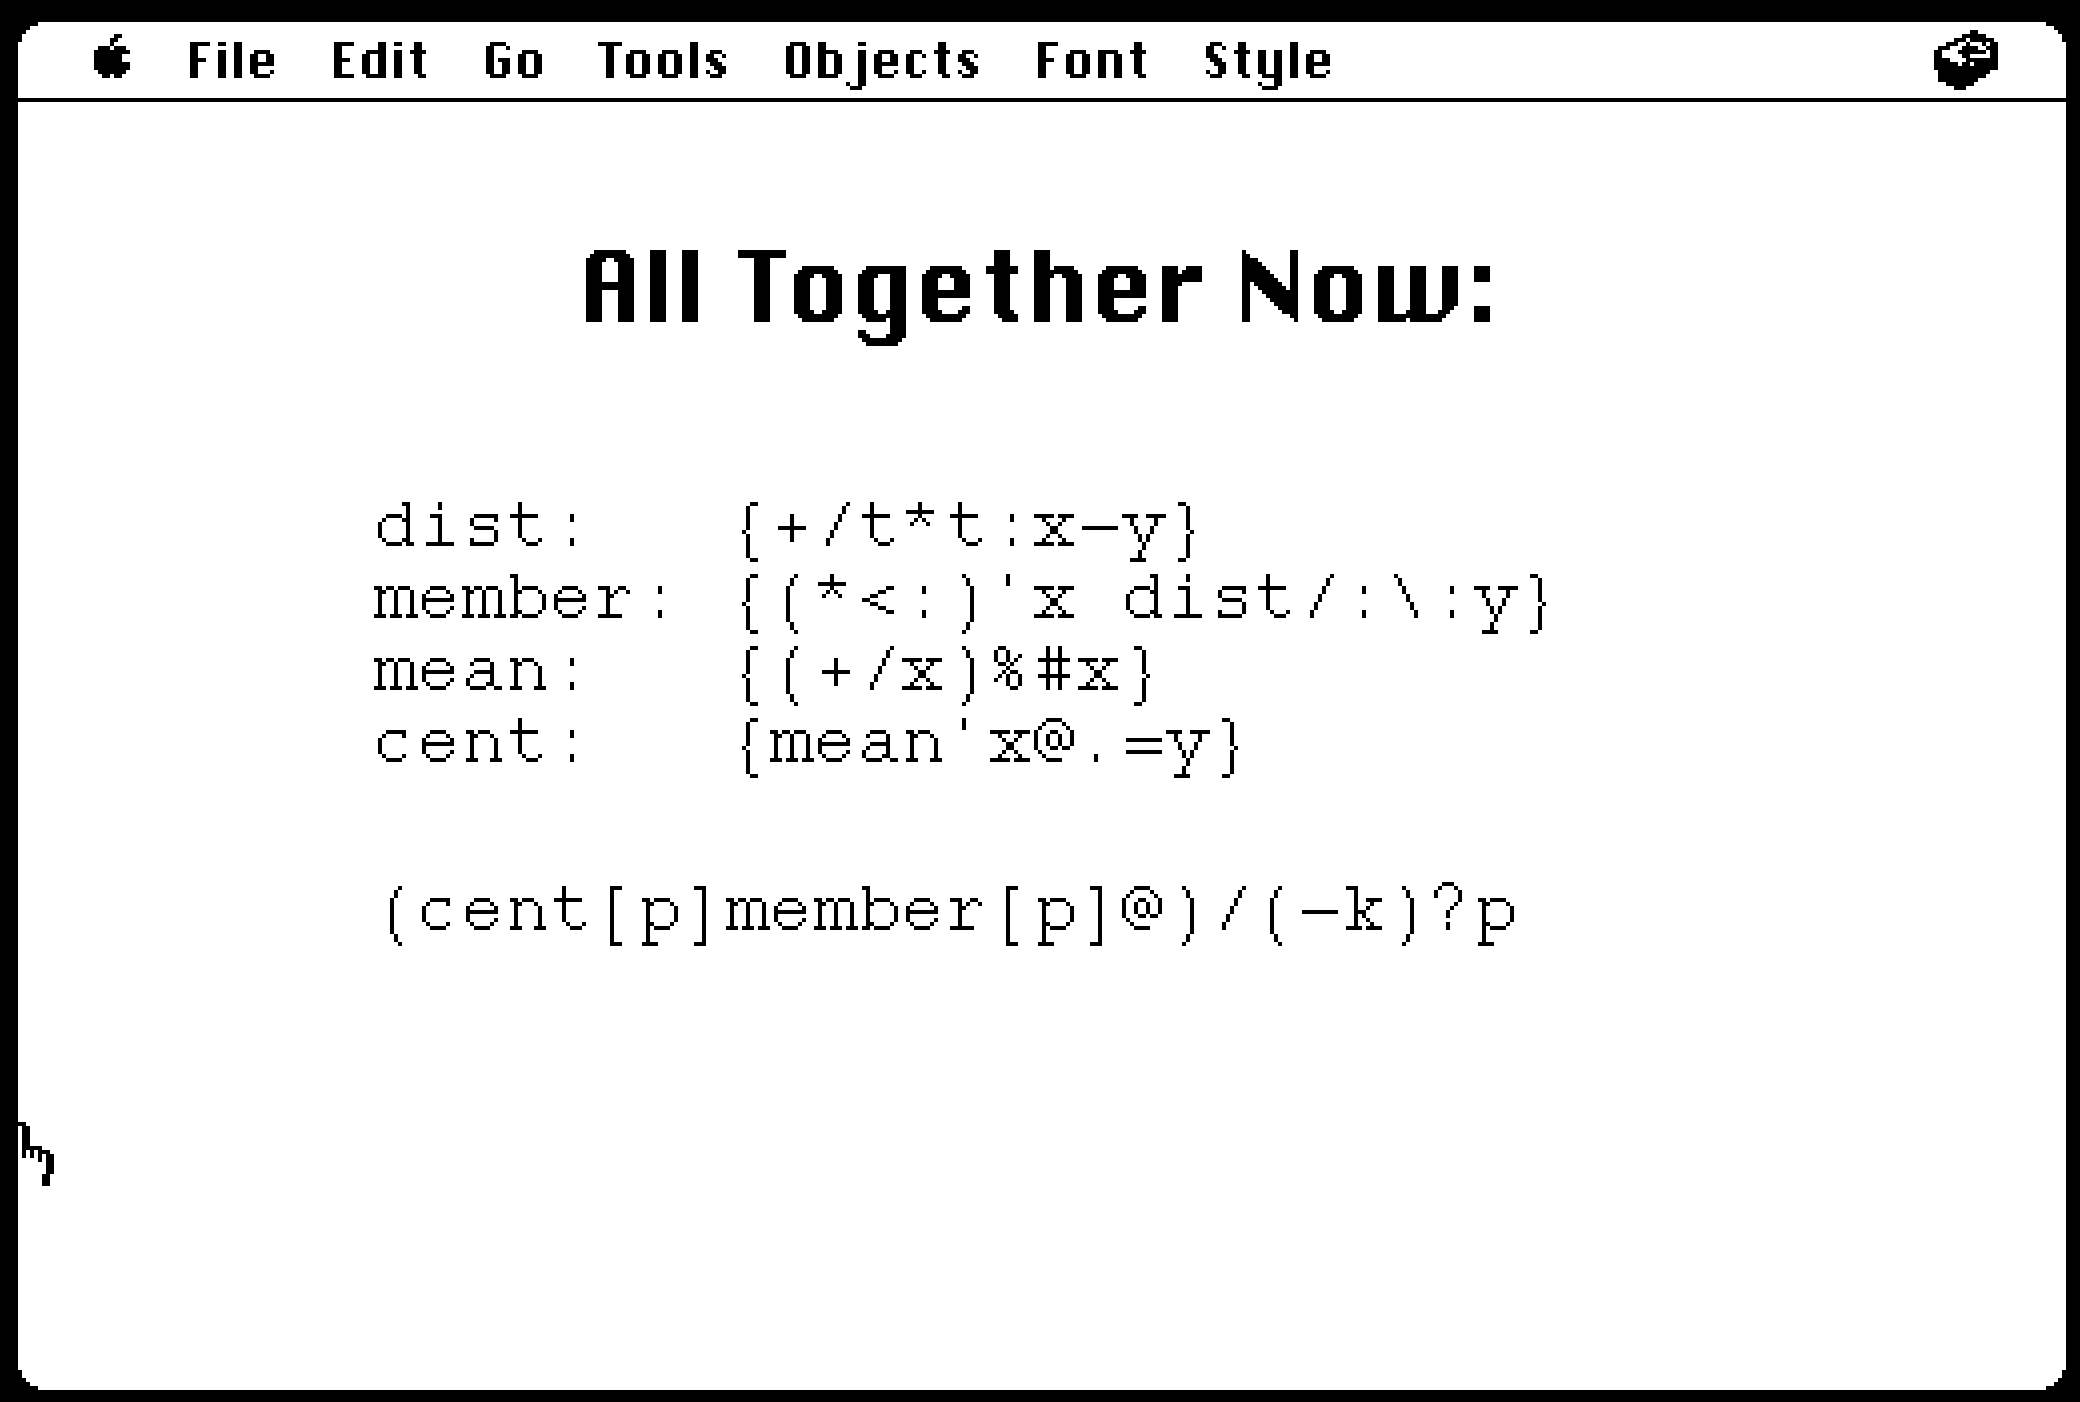 File Edit Go Tools Objects Font Style
All Together Now:
dist: {+/t*t:x-y}
member: {(*<:)'x dist/:\:y}
mean: {(+/x)%#x}
cent: {mean'x@.=y}
(cent[p]member[p]@)/(-k)?p